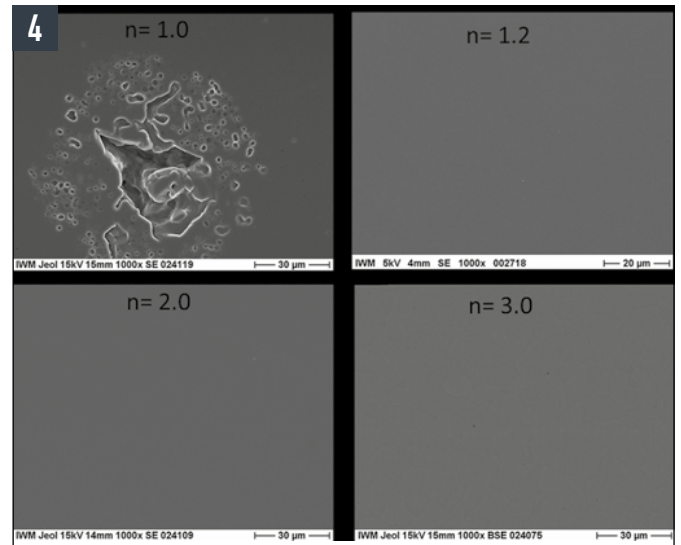 4
n= 1.0
n= 1.2
IWM Jeol 15kV 15mm 1000x SE 024119 30 µm
IWM 5kV 4mm SE 1000x 002718 20 µm
n= 2.0
n= 3.0
IWM Jeol 15kV 14mm 1000x SE 024109 30 µm
IWM Jeol 15kV 15mm 1000x BSE 024075 30 µm